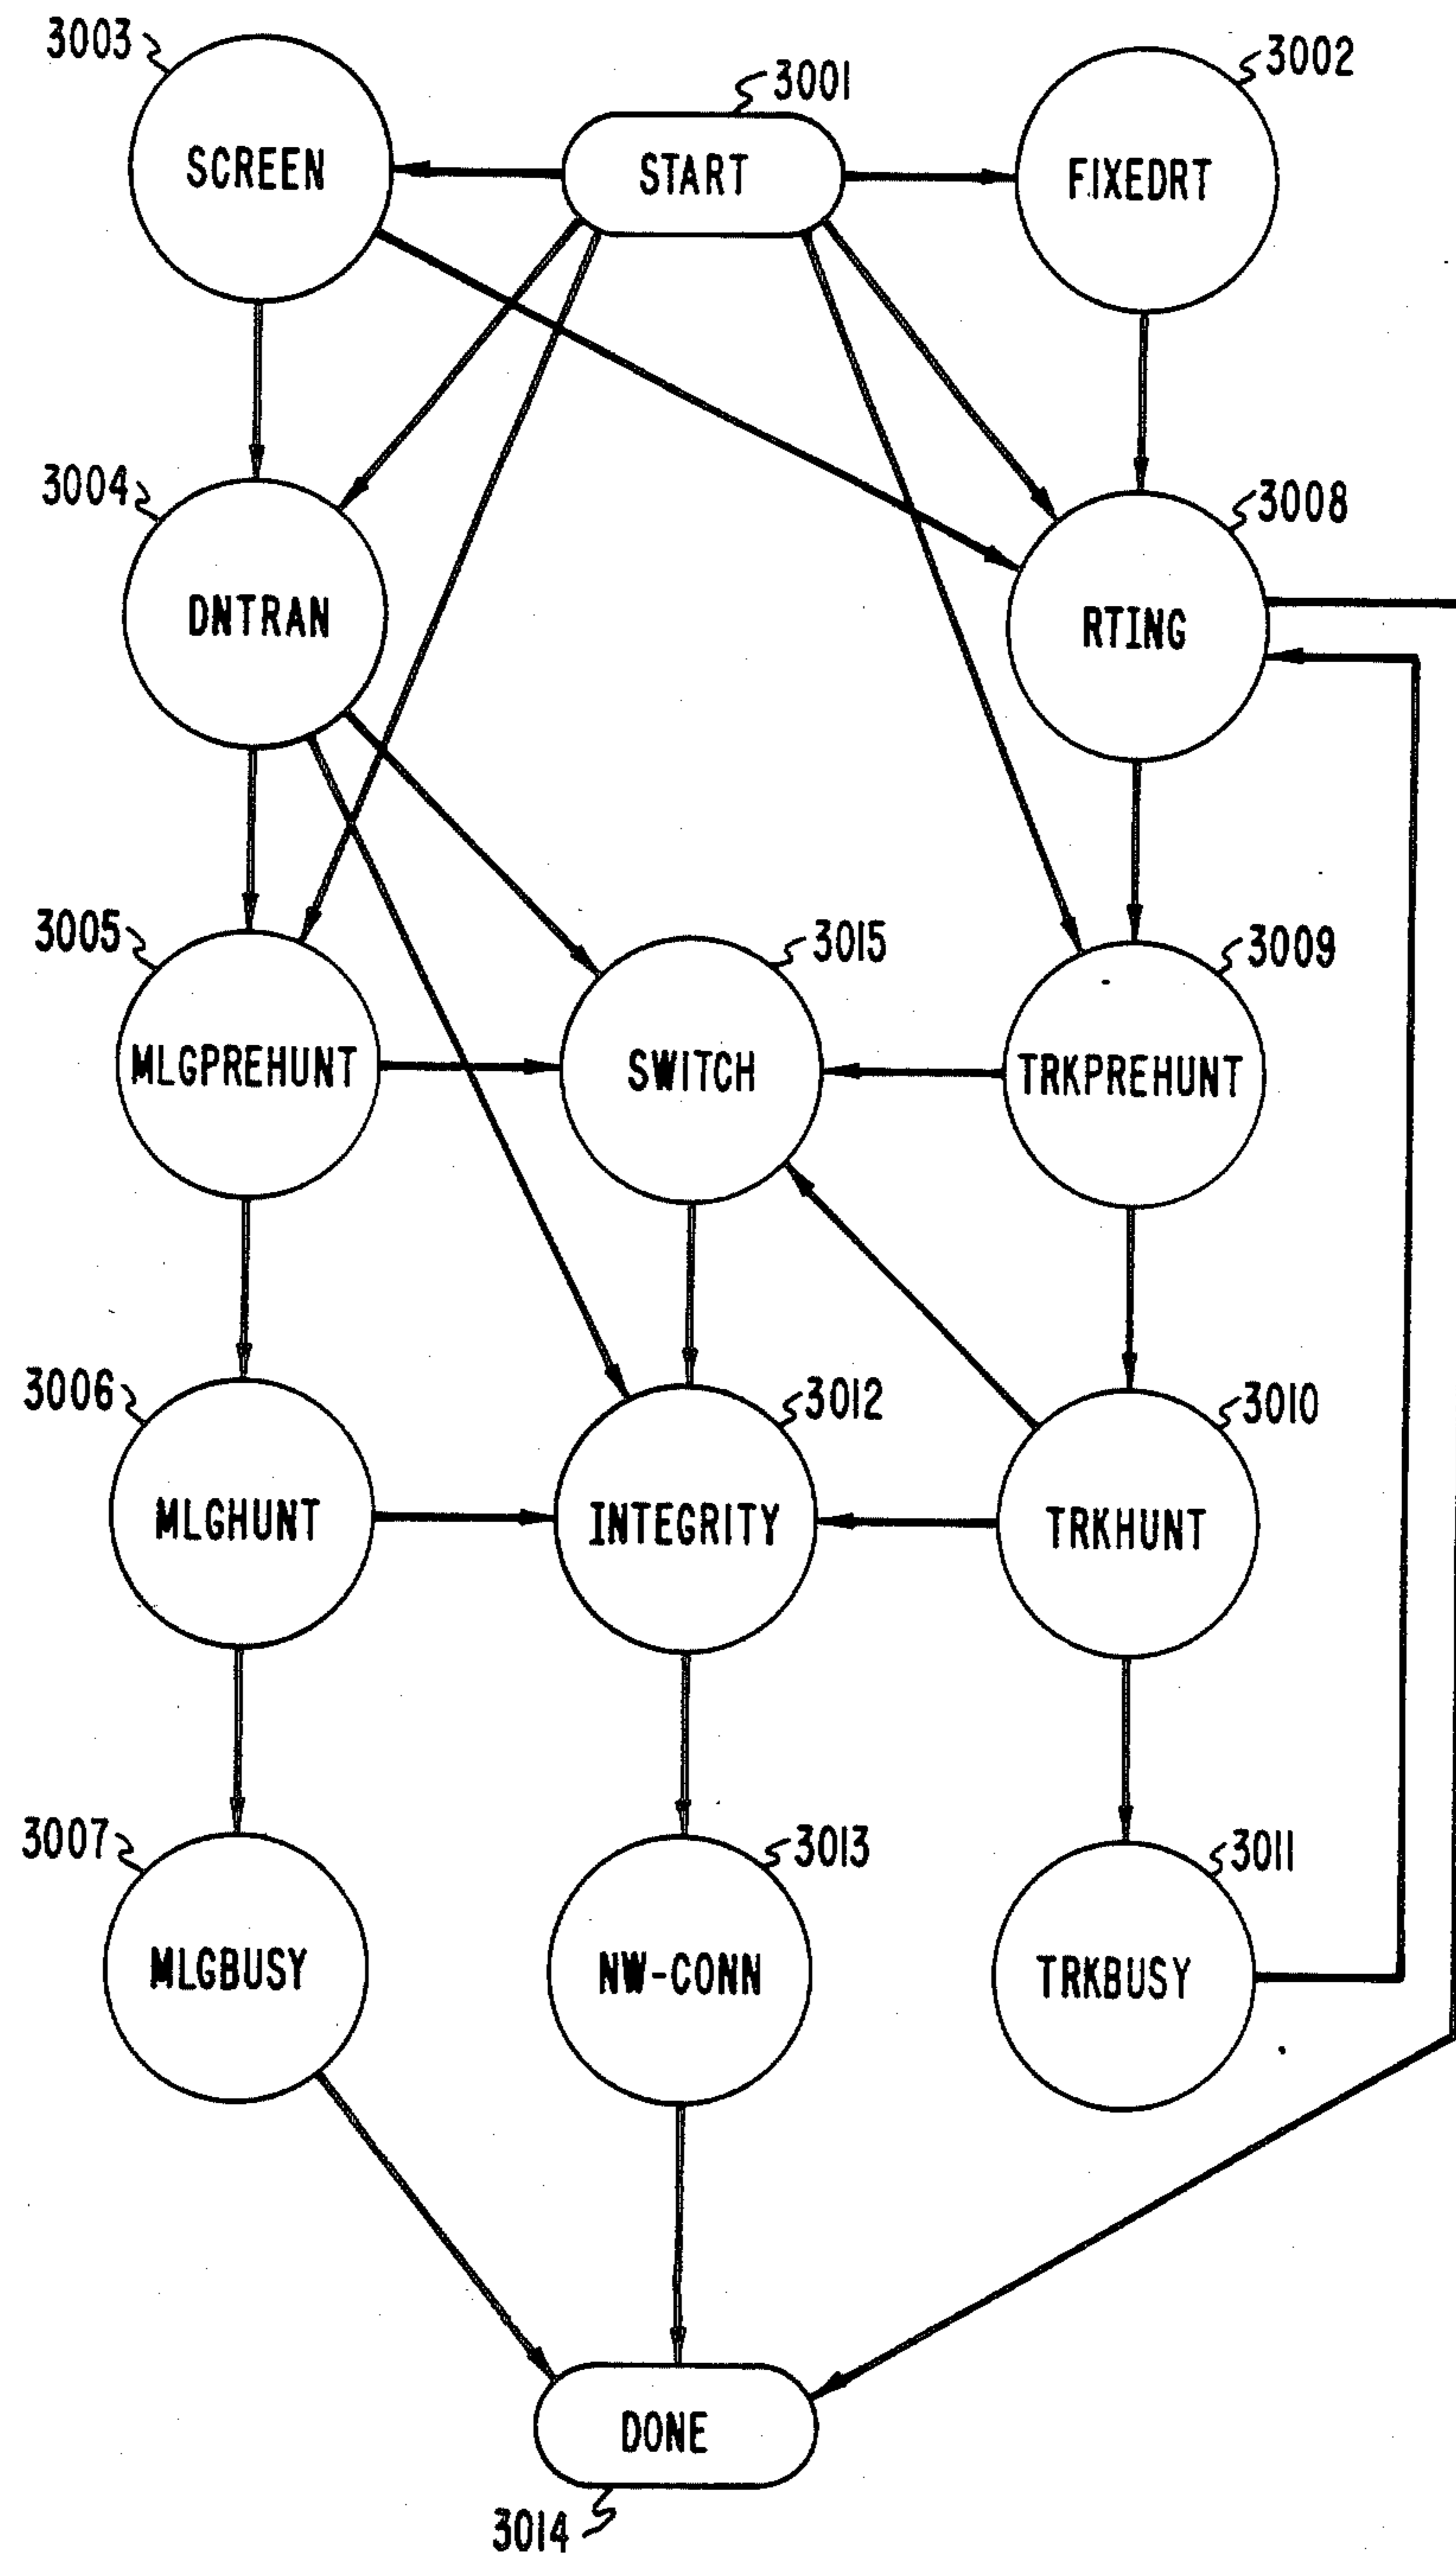 3003
3001
3002
SCREEN
START
FIXEDRT
3004
3008
DNTRAN
RTING
3005
3015
3009
MLGPREHUNT
SWITCH
TRKPREHUNT
3006
3012
3010
MLGHUNT
INTEGRITY
TRKHUNT
3007
3013
3011
MLGBUSY
NW-CONN
TRKBUSY
DONE
3014